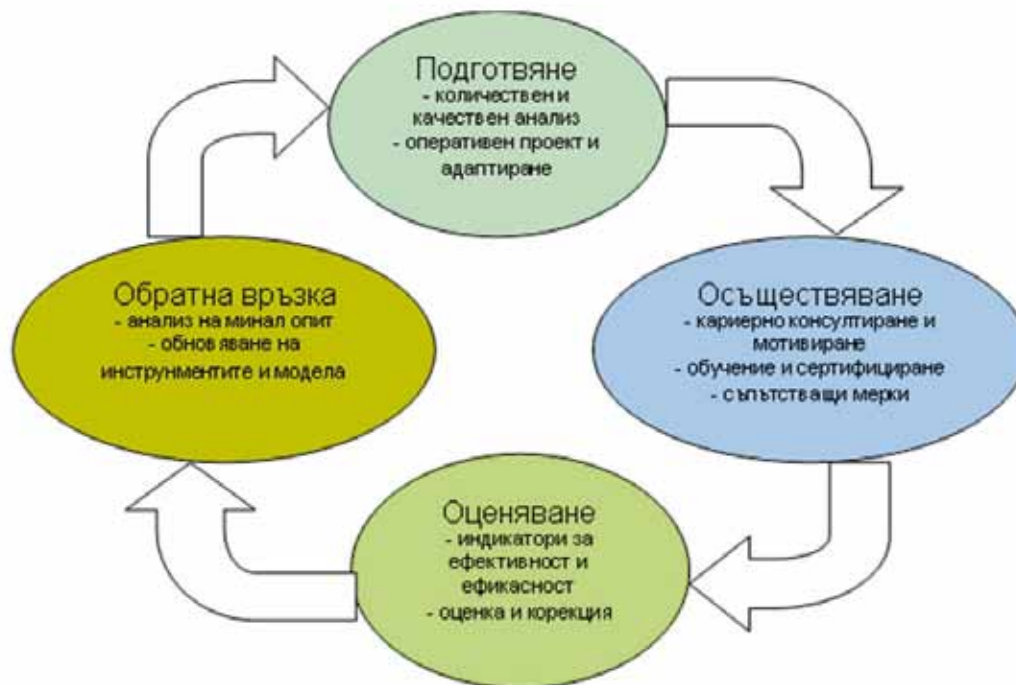 Подготвяне
- количествен и
качествен анализ
- оперативен проект и
адаптиране
Обратна връзка
- анализ на минал опит
- обновяване на
инструнментите и модела
Осъществяване
- кариерно консултиране и
мотивиране
- обучение и сертифициране
- съпътстващи мерки
Оценяване
- индикатори за
ефективност и
ефикасност
- оценка и корекция